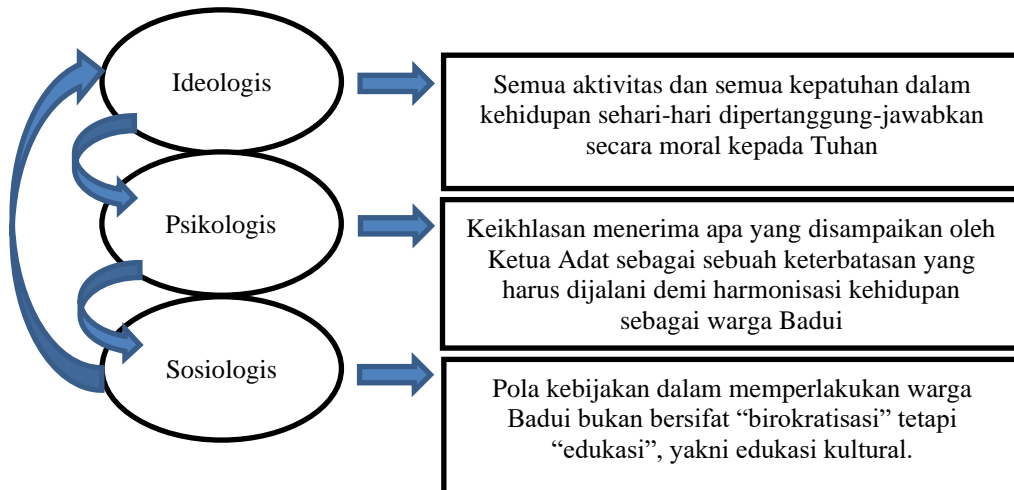 Ideologis
Semua aktivitas dan semua kepatuhan dalam
kehidupan sehari-hari dipertanggung-jawabkan
secara moral kepada Tuhan
Psikologis
Keikhlasan menerima apa yang disampaikan oleh
Ketua Adat sebagai sebuah keterbatasan yang
harus dijalani demi harmonisasi kehidupan
sebagai warga Badui
Sosiologis
Pola kebijakan dalam memperlakukan warga
Badui bukan bersifat “birokratisasi” tetapi
“edukasi”, yakni edukasi kultural.